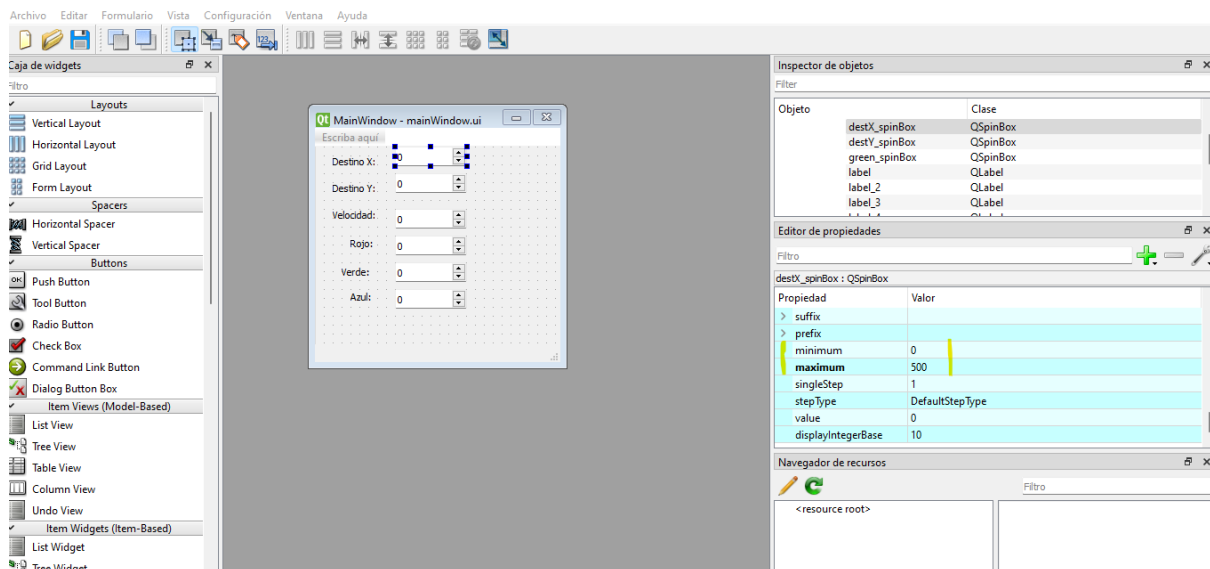 Archivo Editar Formulario Vista Configuración Ventana Ayuda
Caja de widgets
Filtro
Layouts
Vertical Layout
Horizontal Layout
Grid Layout
Form Layout
Spacers
Horizontal Spacer
Vertical Spacer
Buttons
OK Push Button
Tool Button
Radio Button
Check Box
Command Link Button
Dialog Button Box
Item Views (Model-Based)
List View
Tree View
Table View
Column View
Undo View
Item Widgets (Item-Based)
List Widget
Tree Widget
Qt MainWindow - mainWindow.ui
Escriba aquí
Destino X: 0
Destino Y: 0
Velocidad: 0
Rojo: 0
Verde: 0
Azul: 0
Inspector de objetos
Filter
Objeto Clase
destX_spinBox QSpinBox
destY_spinBox QSpinBox
green_spinBox QSpinBox
label QLabel
label_2 QLabel
label_3 QLabel
Editor de propiedades
Filtro
destX_spinBox : QSpinBox
Propiedad Valor
suffix
prefix
minimum 0
maximum 500
singleStep 1
stepType DefaultStepType
value 0
displayIntegerBase 10
Navegador de recursos
Filtro
<resource root>